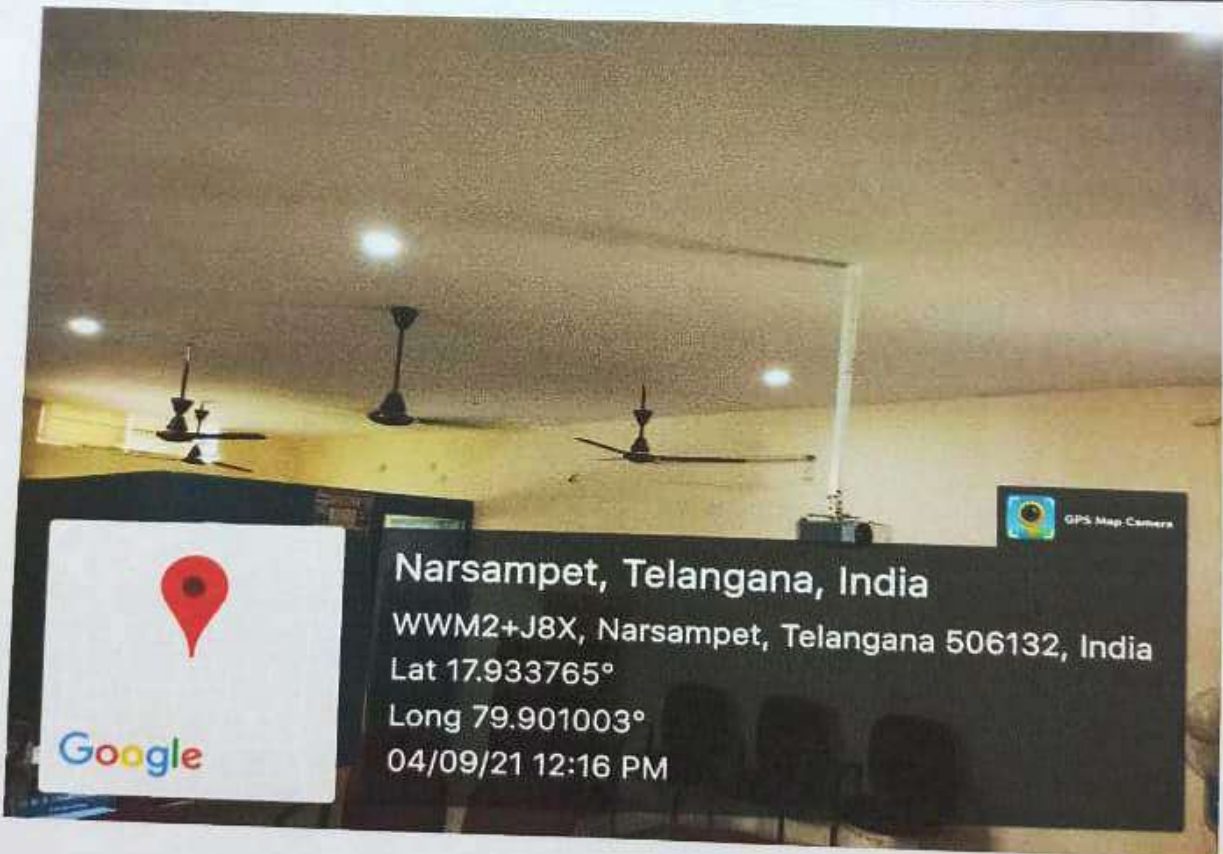 GPS Map Camera
Narsampet, Telangana, India
WWM2+J8X, Narsampet, Telangana 506132, India
Lat 17.933765°
Long 79.901003°
04/09/21 12:16 PM
Google